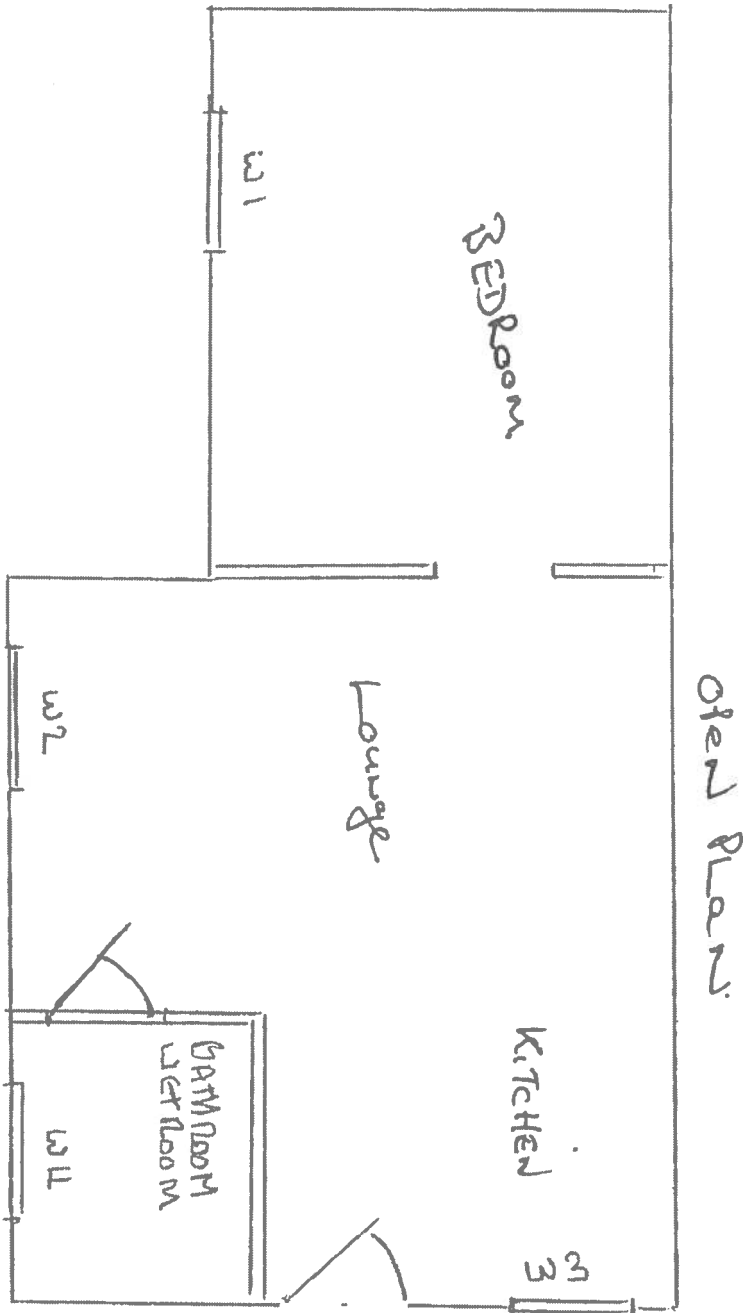 OPeN PLaN.
BEDRooM
KiTCHEN
W3
Lounge
BATHROOM
WETROOM
W1
W2
W4